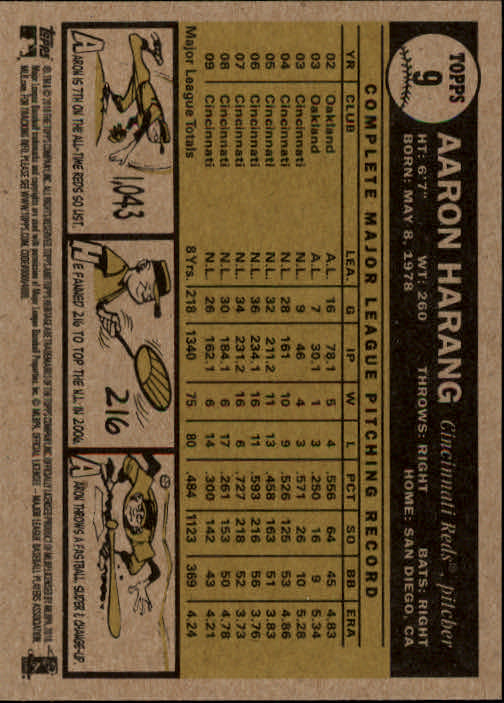 TOPPS
9
AARON HARANG Cincinnati Reds®, pitcher
HT: 6'7" WT: 260 THROWS: RIGHT BATS: RIGHT
BORN: MAY 8, 1978 HOME: SAN DIEGO, CA
COMPLETE MAJOR LEAGUE PITCHING RECORD
YR CLUB LEA. G IP W L PCT SO BB ERA
02 Oakland A.L. 16 78.1 5 4 .556 64 45 4.83
03 Oakland A.L. 7 30.1 1 3 .250 16 9 5.34
03 Cincinnati N.L. 9 46 4 3 .571 26 10 5.28
04 Cincinnati N.L. 28 161 10 9 .526 125 53 4.86
05 Cincinnati N.L. 32 211.2 11 13 .458 163 51 3.83
06 Cincinnati N.L. 36 234.1 16 11 .593 216 56 3.76
07 Cincinnati N.L. 34 231.2 16 6 .727 218 52 3.73
08 Cincinnati N.L. 30 184.1 6 17 .261 153 50 4.78
09 Cincinnati N.L. 26 162.1 6 14 .300 142 43 4.21
Major League Totals 8 Yrs. 218 1340 75 80 .484 1123 369 4.24
1,043
AARON IS 7TH ON THE ALL-TIME REDS SO LIST.
216
HE FANNED 216 TO TOP THE N.L. IN 2006.
AARON THROWS A FASTBALL, SLIDER & CHANGE-UP.